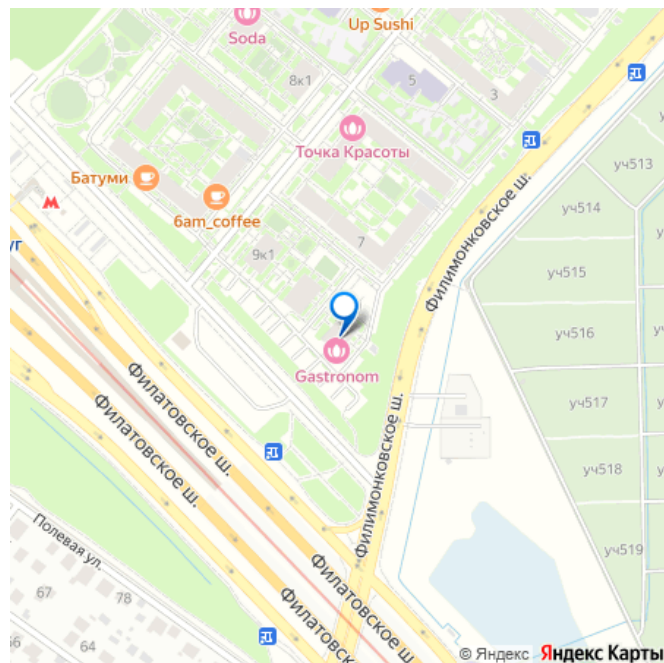 Soda
Up Sushi
8к1
5
3
Точка Красоты
уч513
уч514
Батуми
6am_coffee
Филимонковское ш.
уг
9к1
7
уч515
уч516
Gastronom
уч517
Филатовское ш.
Филатовское ш.
Филимонковское ш.
уч518
Полевая ул.
уч519
67
78
64
Филатовское ш.
Филатовское ш.
© Яндекс Яндекс Карты